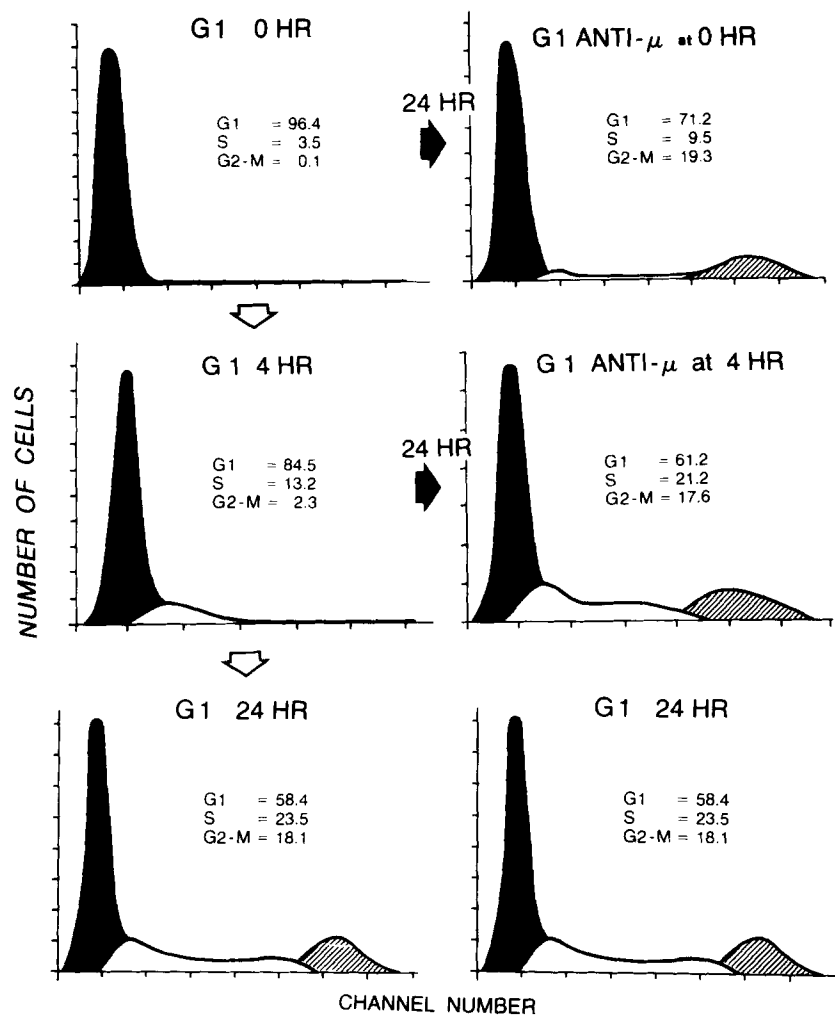 G1 0 HR
G1 = 96.4
S = 3.5
G2-M = 0.1
24 HR
G1 ANTI-μ at 0 HR
G1 = 71.2
S = 9.5
G2-M = 19.3
NUMBER OF CELLS
G1 4 HR
G1 = 84.5
S = 13.2
G2-M = 2.3
24 HR
G1 ANTI-μ at 4 HR
G1 = 61.2
S = 21.2
G2-M = 17.6
G1 24 HR
G1 = 58.4
S = 23.5
G2-M = 18.1
G1 24 HR
G1 = 58.4
S = 23.5
G2-M = 18.1
CHANNEL NUMBER